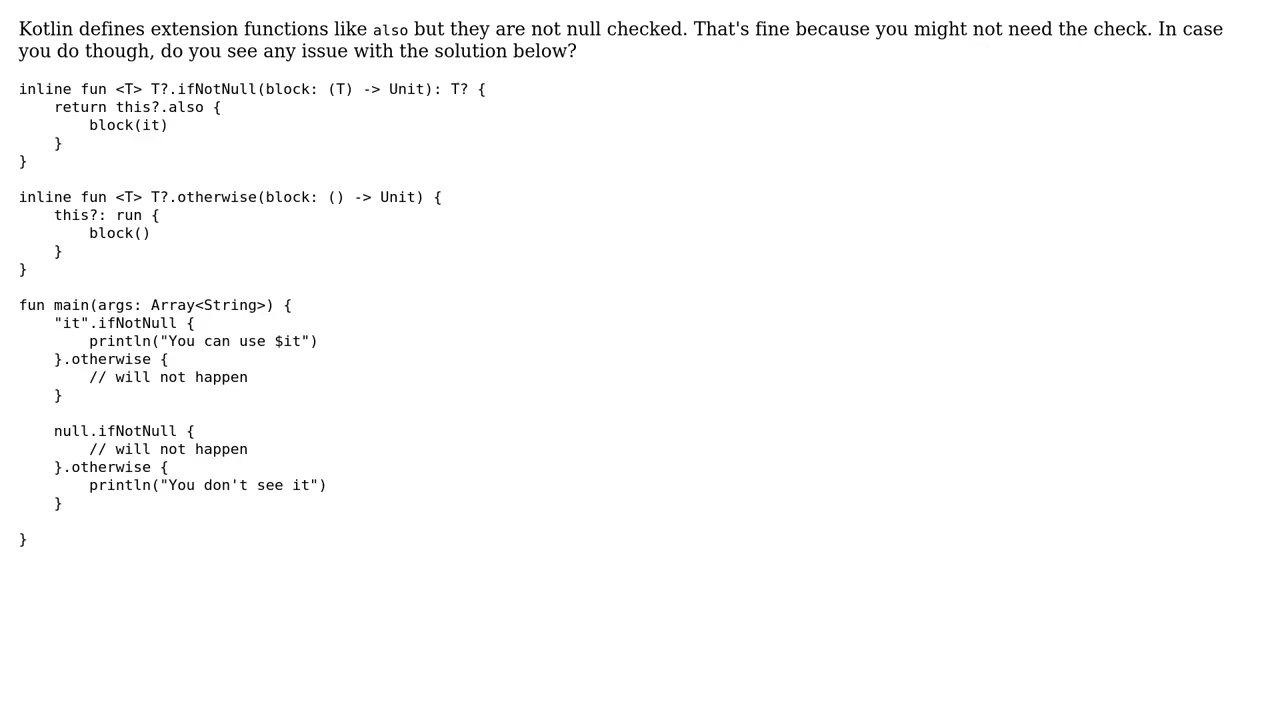 Kotlin defines extension functions like also but they are not null checked. That's fine because you might not need the check. In case
you do though, do you see any issue with the solution below?
inline fun <T> T?.ifNotNull(block: (T) -> Unit): T? {
    return this?.also {
        block(it)
    }
}
inline fun <T> T?.otherwise(block: () -> Unit) {
    this?: run {
        block()
    }
}
fun main(args: Array<String>) {
    "it".ifNotNull {
        println("You can use $it")
    }.otherwise {
        // will not happen
    }
    null.ifNotNull {
        // will not happen
    }.otherwise {
        println("You don't see it")
    }
}